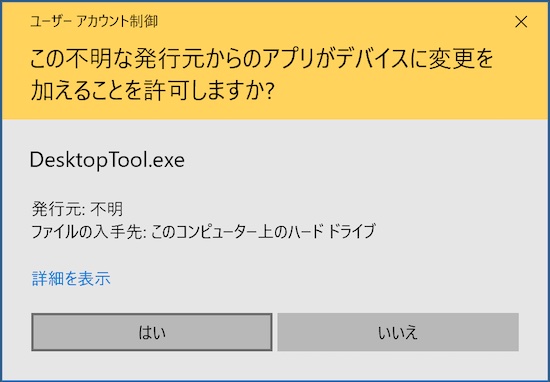 ユーザー アカウント制御
この不明な発行元からのアプリがデバイスに変更を
加えることを許可しますか?
DesktopTool.exe
発行元: 不明
ファイルの入手先: このコンピューター上のハード ドライブ
詳細を表示
はい
いいえ